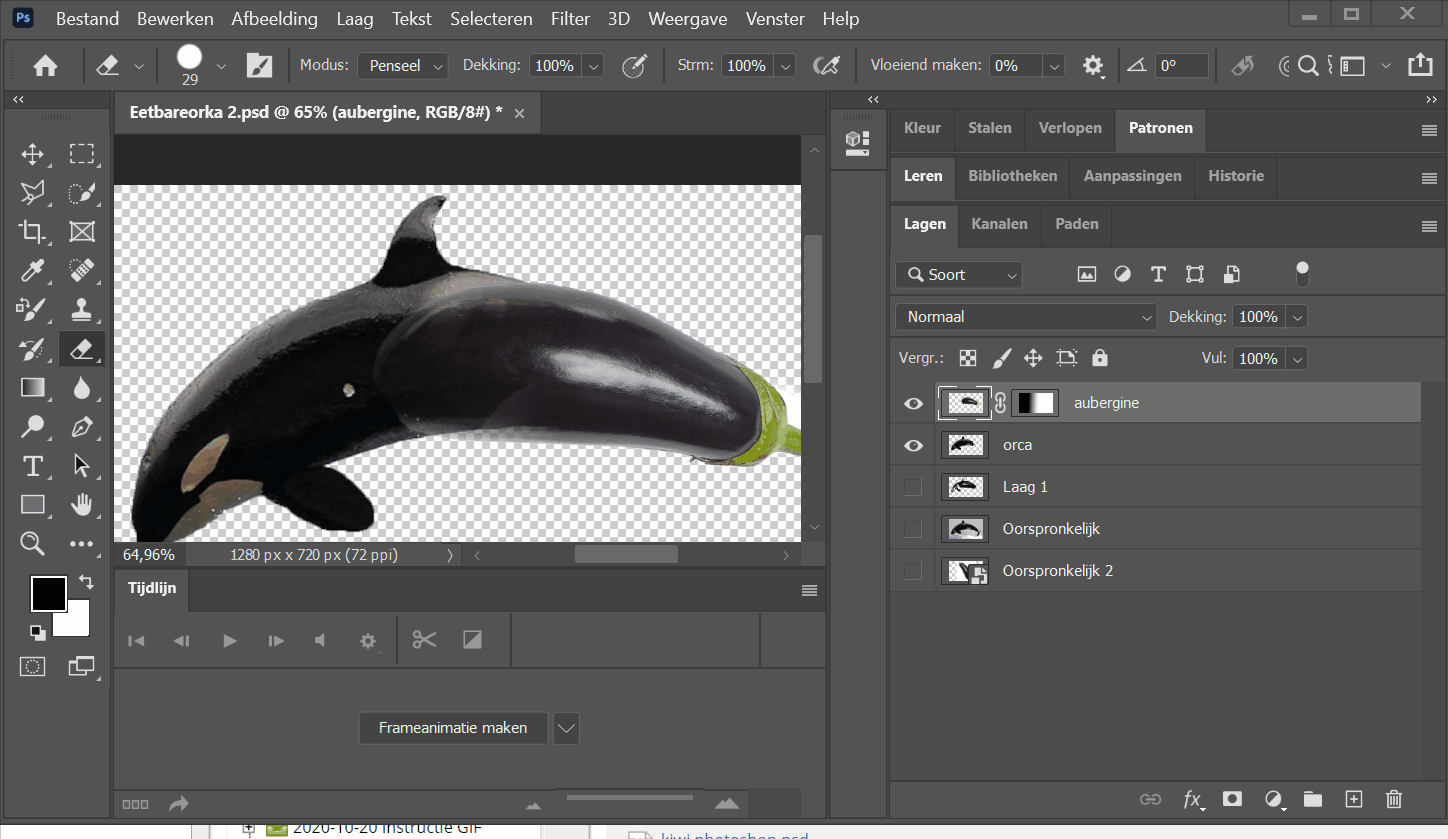 Ps Bestand Bewerken Afbeelding Laag Tekst Selecteren Filter 3D Weergave Venster Help
29 Modus: Penseel Dekking: 100% Strm: 100% Vloeiend maken: 0% 0°
Eetbareorka 2.psd @ 65% (aubergine, RGB/8#) *
Kleur Stalen Verlopen Patronen
Leren Bibliotheken Aanpassingen Historie
Lagen Kanalen Paden
Soort
Normaal Dekking: 100%
Vergr.: Vul: 100%
aubergine
orca
Laag 1
Oorspronkelijk
Oorspronkelijk 2
64,96% 1280 px x 720 px (72 ppi)
Tijdlijn
Frameanimatie maken
2020-10-20 Instructie GIF
kiwi photoshop.psd